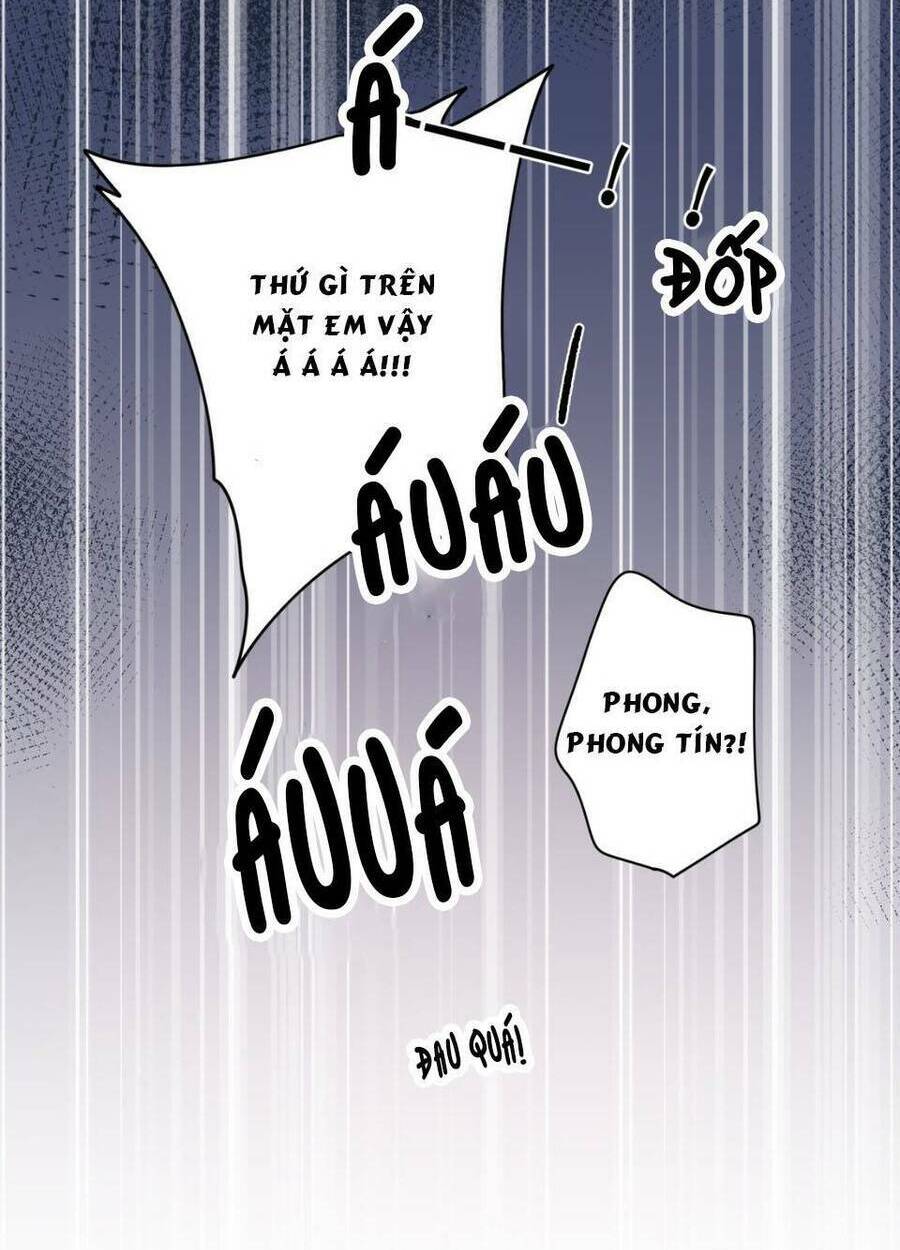 Á——!!
ĐỐP
THỨ GÌ TRÊN
MẶT EM VẬY
Á Á Á Á!!!
ÁUÁU
PHONG,
PHONG TÍN?!
ÁUUÁ
ĐAU QUÁ!